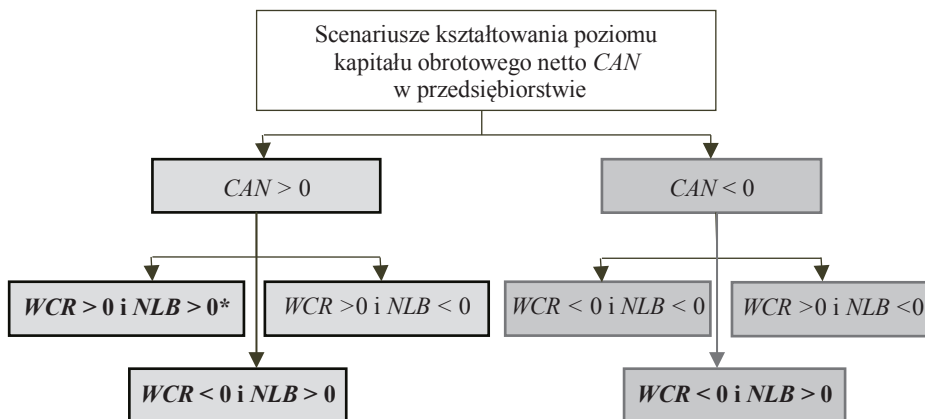 Scenariusze kształtowania poziomu
kapitału obrotowego netto CAN
w przedsiębiorstwie
CAN > 0
CAN < 0
WCR > 0 i NLB > 0*
WCR >0 i NLB < 0
WCR < 0 i NLB < 0
WCR >0 i NLB <0
WCR < 0 i NLB > 0
WCR < 0 i NLB > 0